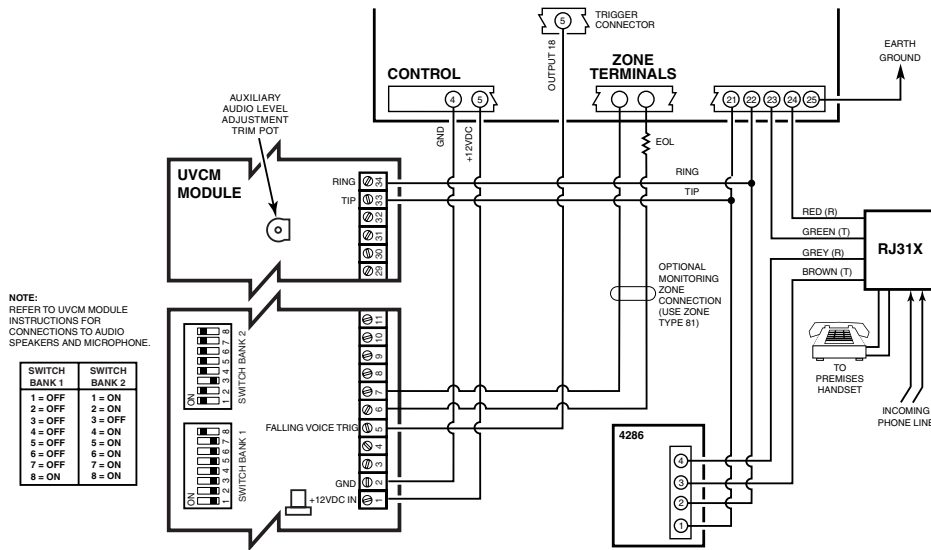 5
TRIGGER
CONNECTOR
OUTPUT 18
CONTROL
ZONE
TERMINALS
EARTH
GROUND
4
5
21
22
23
24
25
GND
+12VDC
EOL
AUXILIARY
AUDIO LEVEL
ADJUSTMENT
TRIM POT
UVCM
MODULE
RING
TIP
34
33
32
31
30
29
RING
TIP
RED (R)
GREEN (T)
GREY (R)
BROWN (T)
RJ31X
OPTIONAL
MONITORING
ZONE
CONNECTION
(USE ZONE
TYPE 81)
TO
PREMISES
HANDSET
INCOMING
PHONE LINE
NOTE:
REFER TO UVCM MODULE
INSTRUCTIONS FOR
CONNECTIONS TO AUDIO
SPEAKERS AND MICROPHONE.
SWITCH BANK 1 SWITCH BANK 2
1 = OFF 1 = ON
2 = OFF 2 = ON
3 = OFF 3 = OFF
4 = OFF 4 = ON
5 = OFF 5 = ON
6 = OFF 6 = ON
7 = OFF 7 = ON
8 = ON 8 = ON
ON
1 2 3 4 5 6 7 8
SWITCH BANK 2
ON
1 2 3 4 5 6 7 8
SWITCH BANK 1
11
10
9
8
7
6
5
4
3
2
1
FALLING VOICE TRIG
GND
+12VDC IN
4286
4
3
2
1